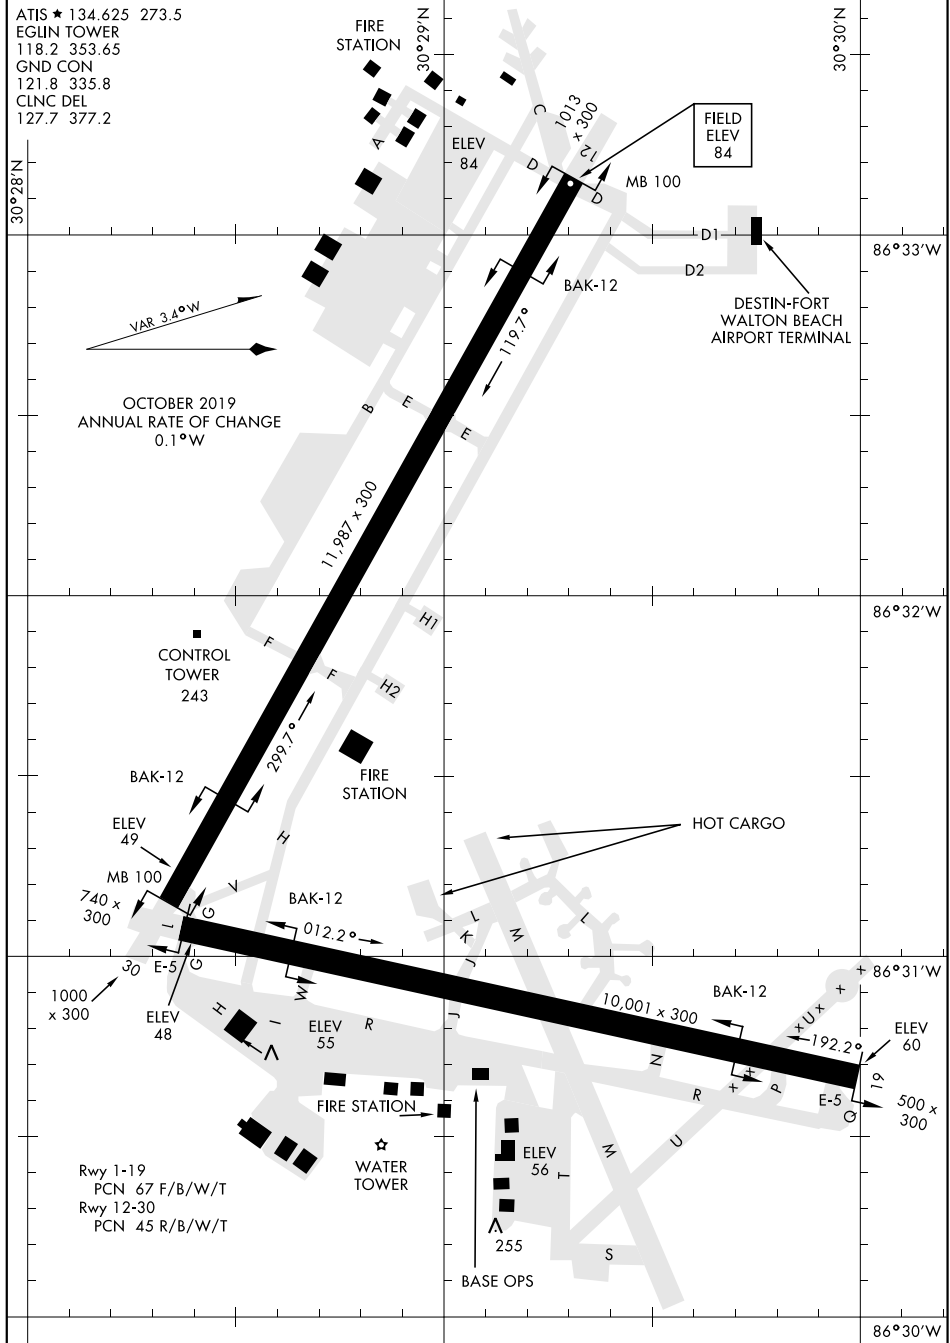 ATIS ★ 134.625 273.5
EGLIN TOWER
118.2 353.65
GND CON
121.8 335.8
CLNC DEL
127.7 377.2
30°28'N
30°29'N
30°30'N
FIRE
STATION
A
ELEV
84
C
1013
x 300
12
FIELD
ELEV
84
D
D
MB 100
D1
D2
86°33'W
DESTIN-FORT
WALTON BEACH
AIRPORT TERMINAL
BAK-12
119.7°
VAR 3.4°W
OCTOBER 2019
ANNUAL RATE OF CHANGE
0.1°W
B
E
E
11,987 x 300
86°32'W
H1
F
F
H2
CONTROL
TOWER
243
299.7°
FIRE
STATION
BAK-12
ELEV
49
MB 100
740 x
300
H
V
G
L
G
BAK-12
012.2°
HOT CARGO
L
K
J
M
L
86°31'W
30
E-5
1000
x 300
ELEV
48
H
I
W
ELEV
55
R
J
10,001 x 300
BAK-12
x
U
x
x
x
192.2°
ELEV
60
N
x
x
R
P
E-5
19
Q
500 x
300
Λ
FIRE STATION
WATER
TOWER
ELEV
56
T
M
U
S
Λ
255
BASE OPS
Rwy 1-19
PCN 67 F/B/W/T
Rwy 12-30
PCN 45 R/B/W/T
86°30'W